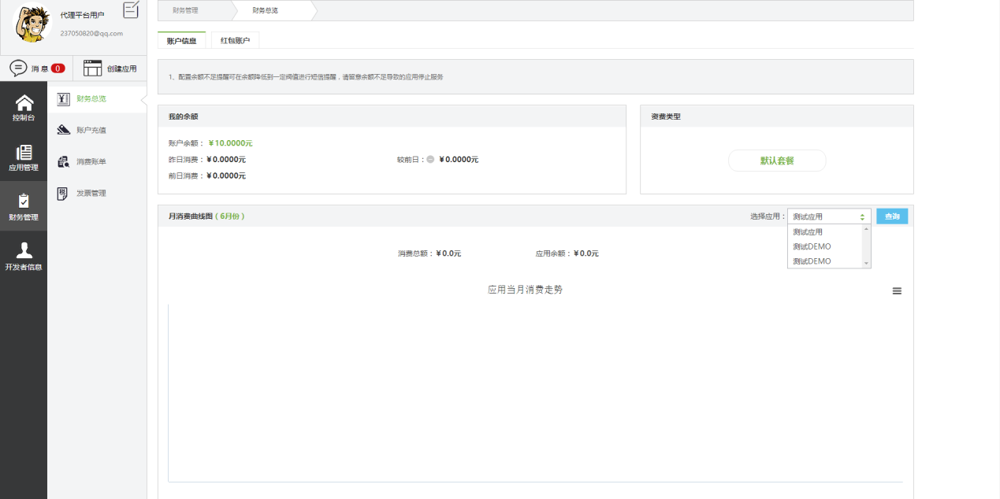 代理平台用户
237050820@qq.com
消 息 0
创建应用
控制台
应用管理
财务管理
开发者信息
财务总览
账户充值
消费账单
发票管理
财务管理
财务总览
账户信息
红包账户
1、配置余额不足提醒可在余额降低到一定阀值进行短信提醒，请留意余额不足导致的应用停止服务
我的余额
账户余额： ￥10.0000元
昨日消费：￥0.0000元
较前日： ￥0.0000元
前日消费：￥0.0000元
资费类型
默认套餐
月消费曲线图（ 6月份 ）
选择应用： 测试应用 查询
测试应用
测试DEMO
测试DEMO
消费总额：￥0.0元
应用余额：￥0.0元
应用当月消费走势